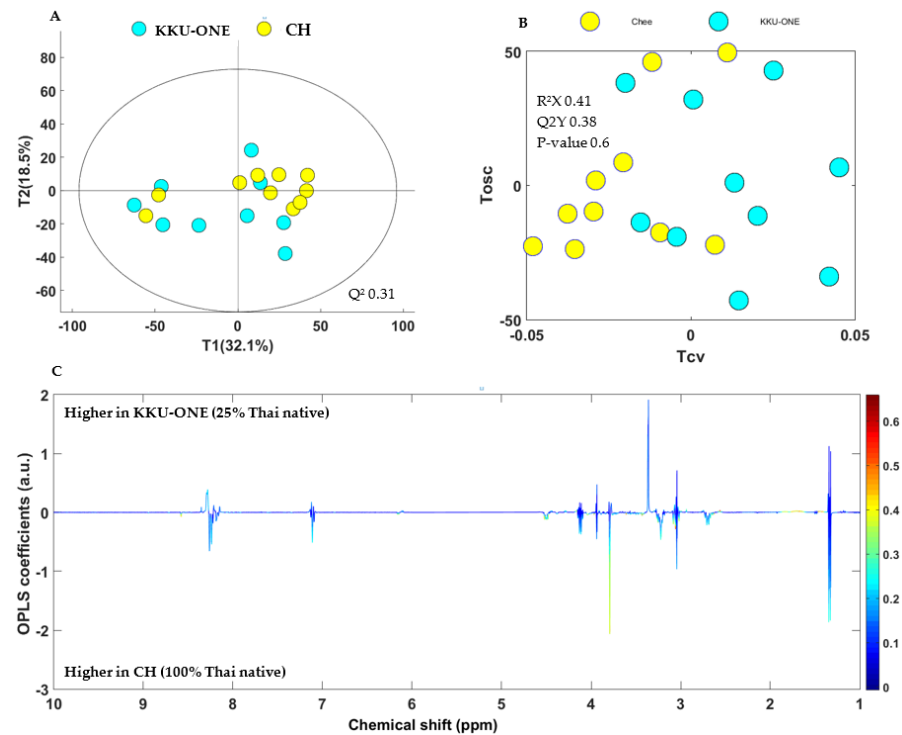 A
KKU-ONE
CH
80
60
40
20
0
-20
-40
-60
T2(18.5%)
Q² 0.31
-100
-50
0
50
100
T1(32.1%)
B
Chee
KKU-ONE
50
R²X 0.41
Q2Y 0.38
P-value 0.6
0
Tosc
-50
-0.05
0
0.05
Tcv
C
2
Higher in KKU-ONE (25% Thai native)
1
0
-1
-2
-3
OPLS coefficients (a.u.)
Higher in CH (100% Thai native)
10
9
8
7
6
5
4
3
2
1
Chemical shift (ppm)
0.6
0.5
0.4
0.3
0.2
0.1
0